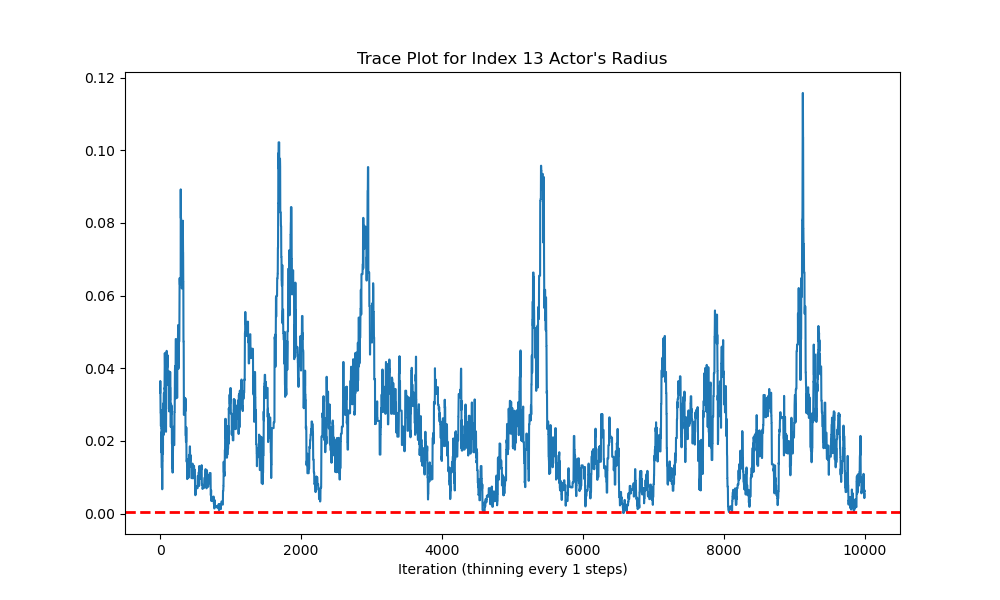 Trace Plot for Index 13 Actor's Radius
0.12
0.10
0.08
0.06
0.04
0.02
0.00
0 2000 4000 6000 8000 10000
Iteration (thinning every 1 steps)